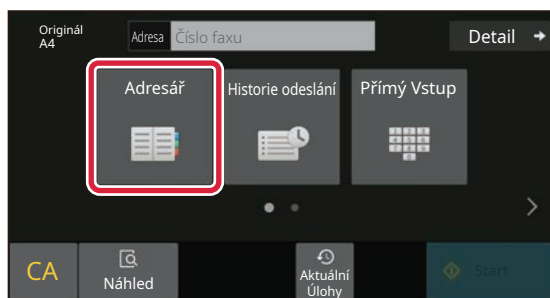 Originál
A4
Adresa Číslo faxu
Detail
Adresář
Historie odeslání
Přímý Vstup
CA
Náhled
Aktuální
Úlohy
Start